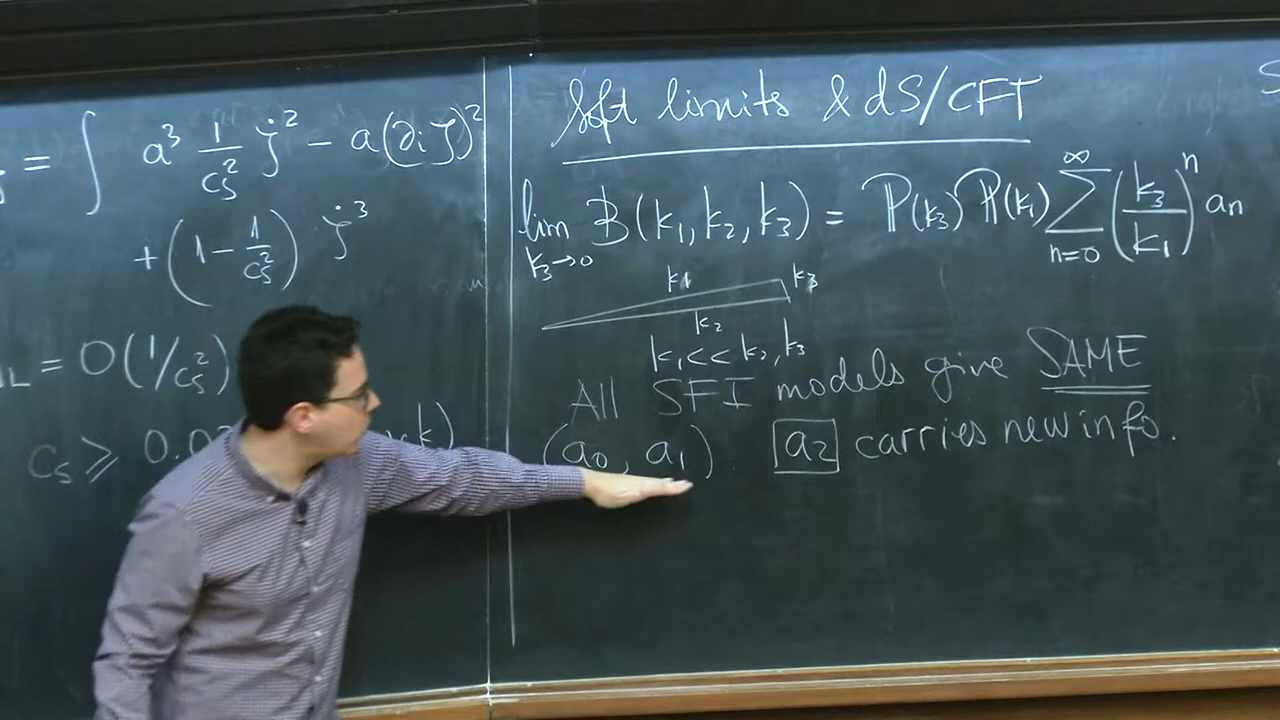 = ∫ a³ 1/cₛ² ζ̇² − a(∂ᵢζ)²
+ (1 − 1/cₛ²) ζ̇³
L = O(1/cₛ²)
cₛ ⩾ 0.0
k)
Soft limits & dS/CFT
lim k₃→0 B(k₁, k₂, k₃) = P(k₃) P(k₁) ∑ n=0 ∞ (k₃/k₁)ⁿ aₙ
k₁ k₃
k₂
k₁ << k₂, k₃
All SFI models give SAME
(a₀, a₁). a₂ carries new info.